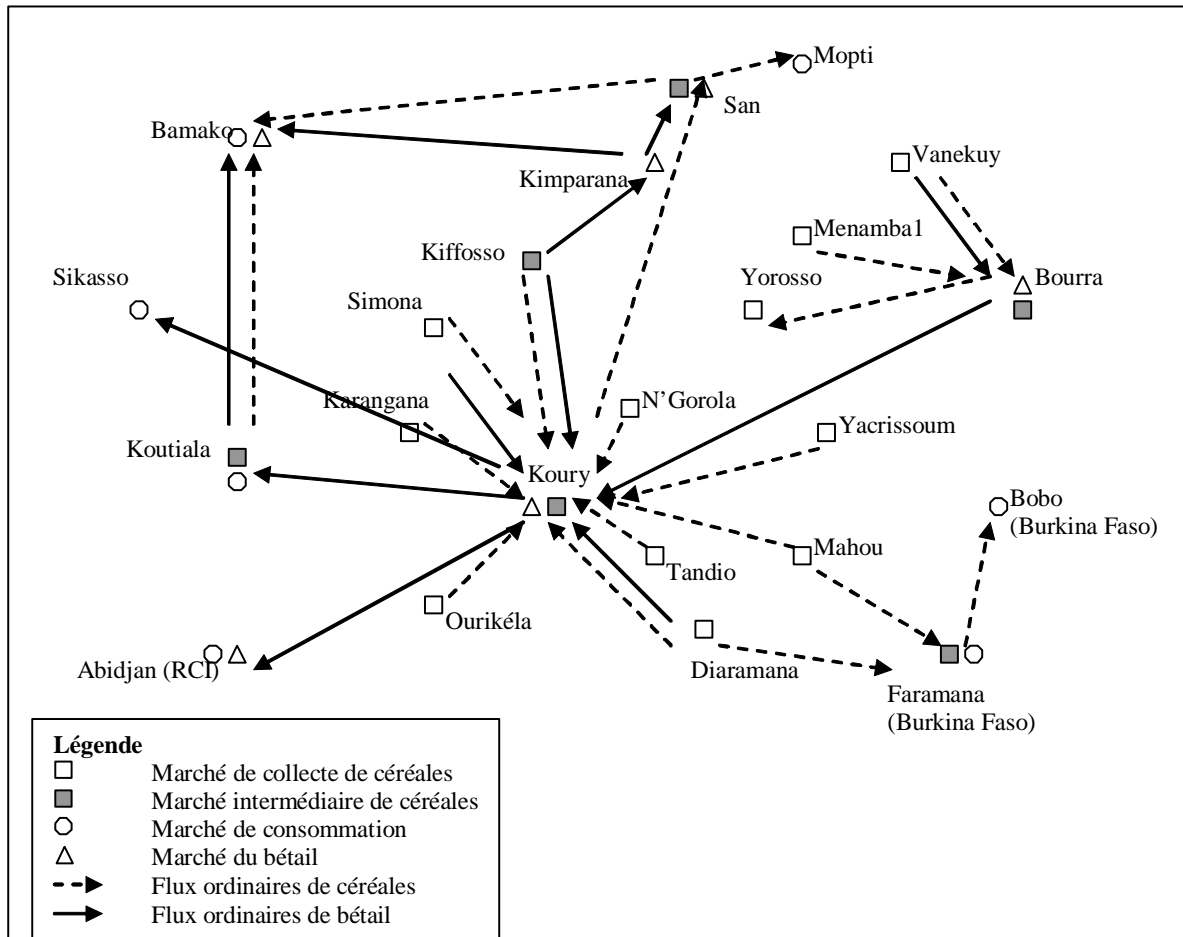 Mopti
San
Bamako
Vanekuy
Kimparana
Menamba1
Kiffosso
Sikasso
Yorosso
Bourra
Simona
Karangana
N’Gorola
Yacrissoum
Koutiala
Koury
Bobo
(Burkina Faso)
Mahou
Tandio
Ourikéla
Abidjan (RCI)
Diaramana
Faramana
(Burkina Faso)
Légende
Marché de collecte de céréales
Marché intermédiaire de céréales
Marché de consommation
Marché du bétail
Flux ordinaires de céréales
Flux ordinaires de bétail